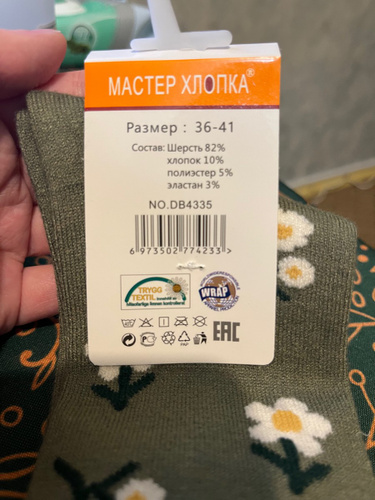 МАСТЕР ХЛОПКА®
Размер : 36-41
Состав: Шерсть 82%
хлопок 10%
полиэстер 5%
эластан 3%
NO.DB4335
6 973502 774233 >
TRYGG
TEXTIL
WRAP
EAC